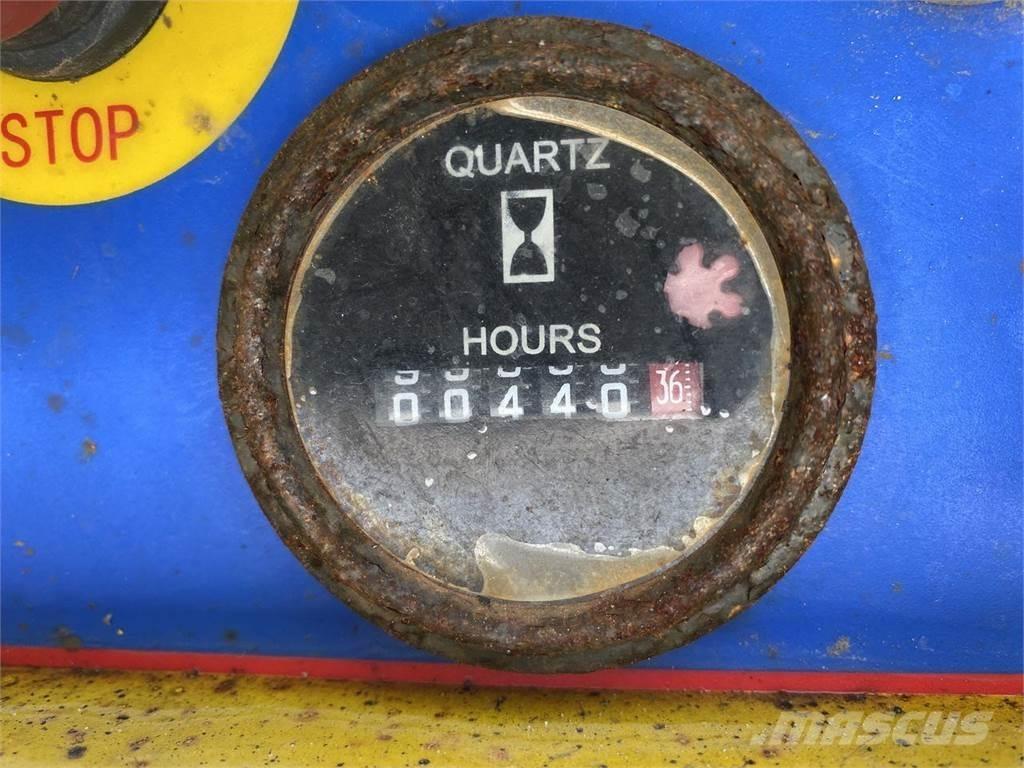 STOP
QUARTZ
HOURS
00440 36
MASCUS